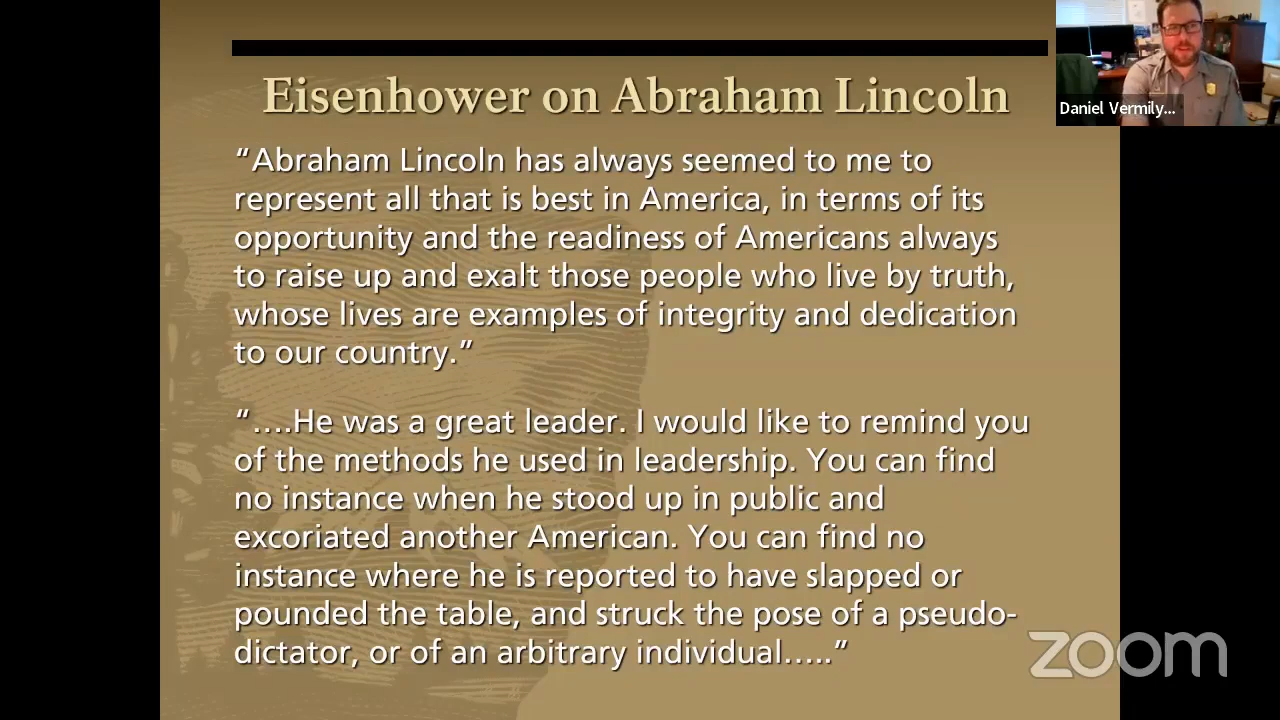 Eisenhower on Abraham Lincoln
Daniel Vermily...
“Abraham Lincoln has always seemed to me to
represent all that is best in America, in terms of its
opportunity and the readiness of Americans always
to raise up and exalt those people who live by truth,
whose lives are examples of integrity and dedication
to our country.”
“….He was a great leader. I would like to remind you
of the methods he used in leadership. You can find
no instance when he stood up in public and
excoriated another American. You can find no
instance where he is reported to have slapped or
pounded the table, and struck the pose of a pseudo-
dictator, or of an arbitrary individual…..”
zoom